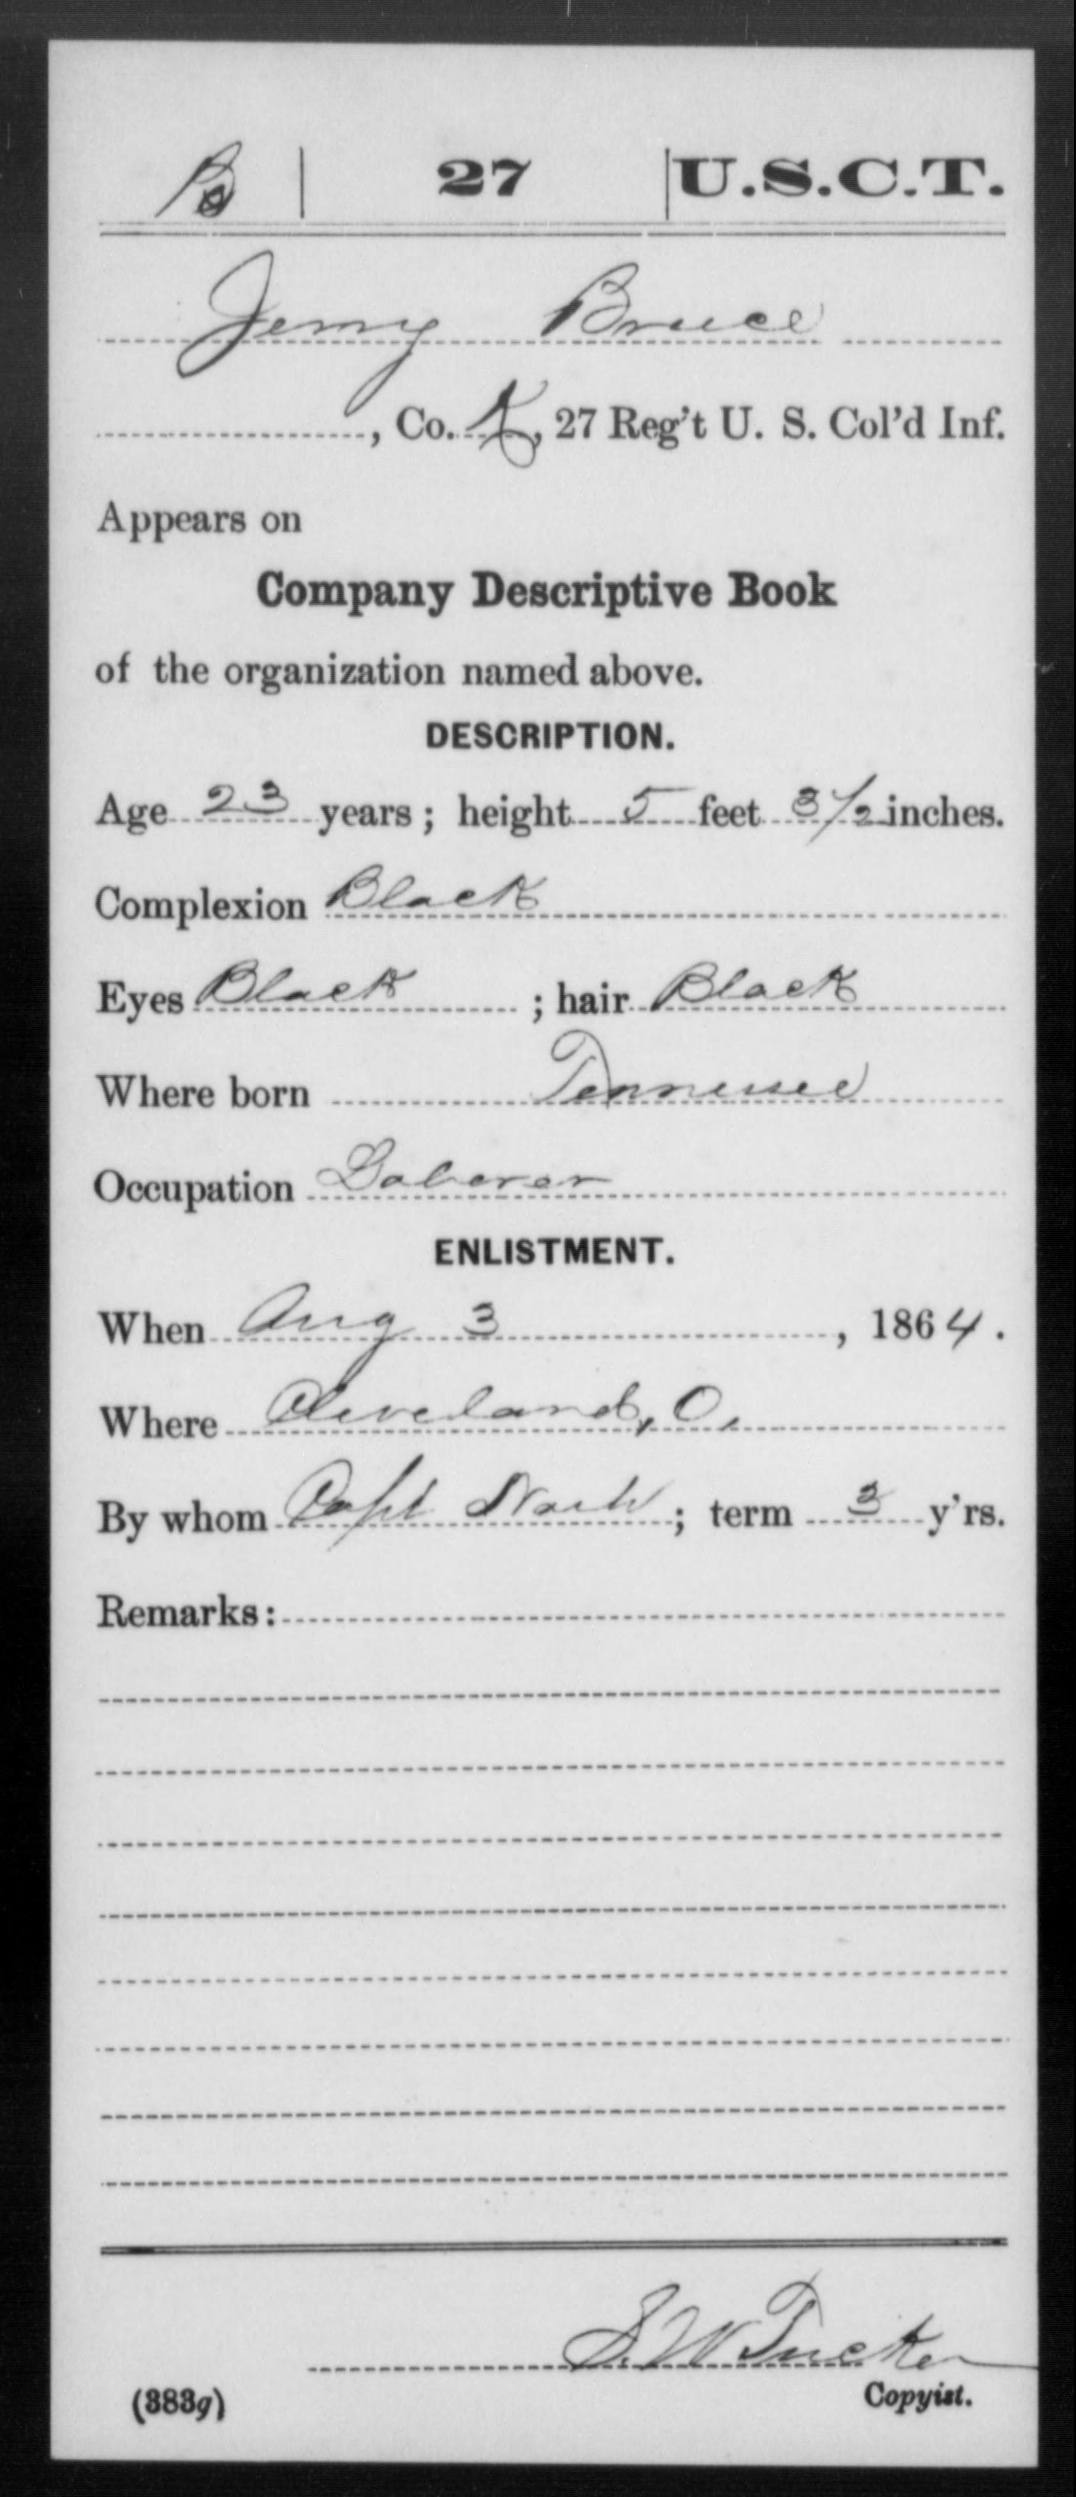 B | 27 | U.S.C.T.
Jerry Bruce
, Co. K, 27 Reg't U. S. Col'd Inf.
Appears on
Company Descriptive Book
of the organization named above.
DESCRIPTION.
Age 23 years; height 5 feet 3 1/2 inches.
Complexion Black
Eyes Black ; hair Black
Where born Tennessee
Occupation Laborer
ENLISTMENT.
When Aug 3 , 1864.
Where Cleveland, O.
By whom Capt Nash ; term 3 y'rs.
Remarks:
S. W. Tucker
(383g) Copyist.